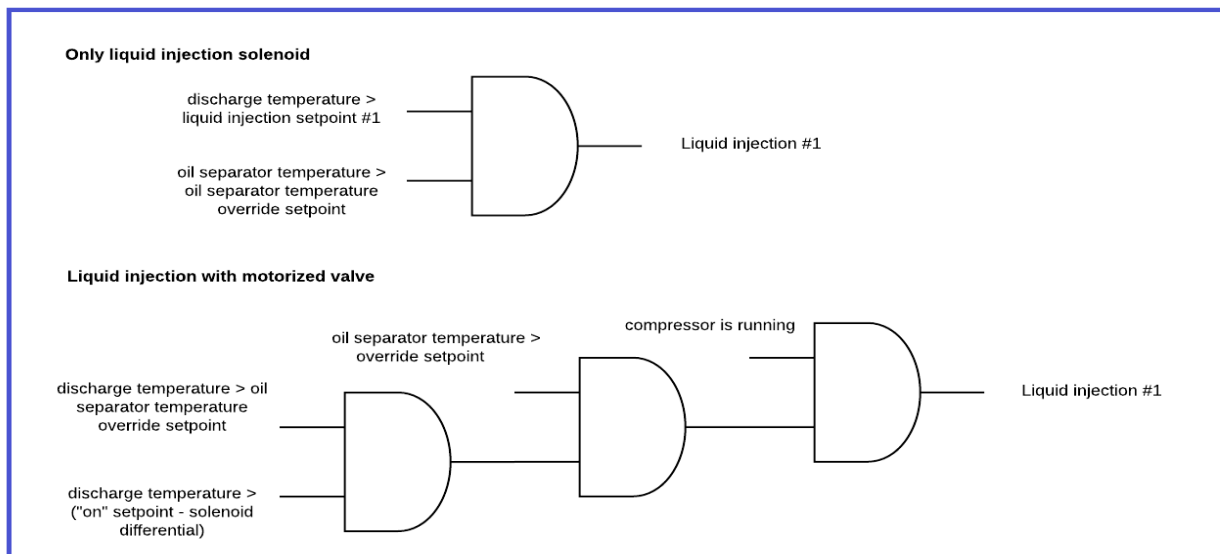 Only liquid injection solenoid
discharge temperature >
liquid injection setpoint #1
Liquid injection #1
oil separator temperature >
oil separator temperature
override setpoint
Liquid injection with motorized valve
compressor is running
oil separator temperature >
override setpoint
discharge temperature > oil
separator temperature
override setpoint
Liquid injection #1
discharge temperature >
("on" setpoint - solenoid
differential)